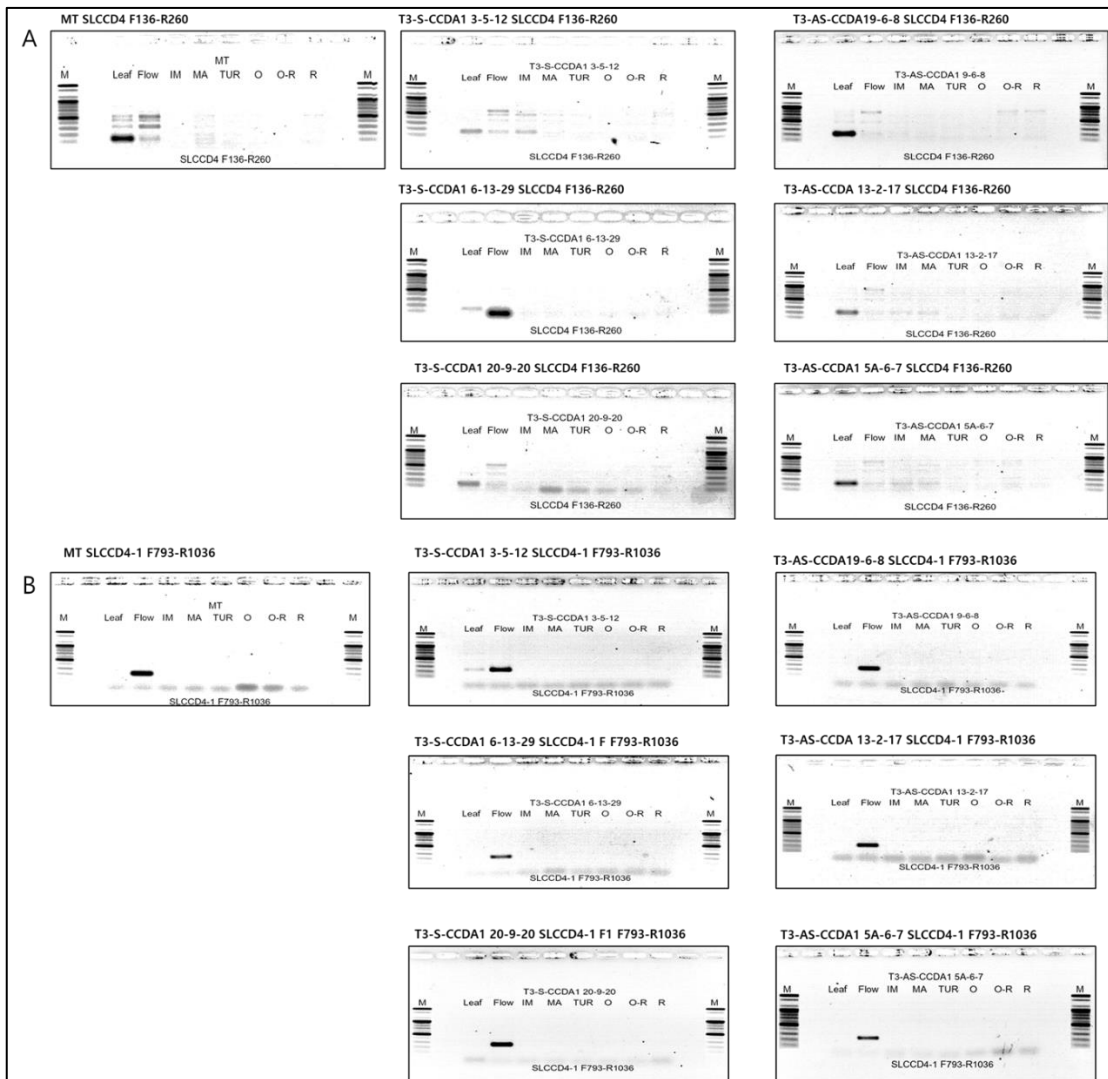 A
MT SLCCD4 F136-R260
MT
M Leaf Flow IM MA TUR O O-R R M
SLCCD4 F136-R260
T3-S-CCDA1 3-5-12 SLCCD4 F136-R260
T3-S-CCDA1 3-5-12
M Leaf Flow IM MA TUR O O-R R M
SLCCD4 F136-R260
T3-AS-CCDA19-6-8 SLCCD4 F136-R260
T3-AS-CCDA1 9-6-8
M Leaf Flow IM MA TUR O O-R R M
SLCCD4 F136-R260
T3-S-CCDA1 6-13-29 SLCCD4 F136-R260
T3-S-CCDA1 6-13-29
M Leaf Flow IM MA TUR O O-R R M
SLCCD4 F136-R260
T3-AS-CCDA 13-2-17 SLCCD4 F136-R260
T3-AS-CCDA1 13-2-17
M Leaf Flow IM MA TUR O O-R R M
SLCCD4 F136-R260
T3-S-CCDA1 20-9-20 SLCCD4 F136-R260
T3-S-CCDA1 20-9-20
M Leaf Flow IM MA TUR O O-R R M
SLCCD4 F136-R260
T3-AS-CCDA1 5A-6-7 SLCCD4 F136-R260
T3-AS-CCDA1 5A-6-7
M Leaf Flow IM MA TUR O O-R R M
SLCCD4 F136-R260
B
MT SLCCD4-1 F793-R1036
MT
M Leaf Flow IM MA TUR O O-R R M
SLCCD4-1 F793-R1036
T3-S-CCDA1 3-5-12 SLCCD4-1 F793-R1036
T3-S-CCDA1 3-5-12
M Leaf Flow IM MA TUR O O-R R M
SLCCD4-1 F793-R1036
T3-AS-CCDA19-6-8 SLCCD4-1 F793-R1036
T3-AS-CCDA1 9-6-8
M Leaf Flow IM MA TUR O O-R R M
SLCCD4-1 F793-R1036
T3-S-CCDA1 6-13-29 SLCCD4-1 F F793-R1036
T3-S-CCDA1 6-13-29
M Leaf Flow IM MA TUR O O-R R M
SLCCD4-1 F793-R1036
T3-AS-CCDA 13-2-17 SLCCD4-1 F793-R1036
T3-AS-CCDA1 13-2-17
M Leaf Flow IM MA TUR O O-R R M
SLCCD4-1 F793-R1036
T3-S-CCDA1 20-9-20 SLCCD4-1 F1 F793-R1036
T3-S-CCDA1 20-9-20
M Leaf Flow IM MA TUR O O-R R M
SLCCD4-1 F793-R1036
T3-AS-CCDA1 5A-6-7 SLCCD4-1 F793-R1036
T3-AS-CCDA1 5A-6-7
M Leaf Flow IM MA TUR O O-R R M
SLCCD4-1 F793-R1036